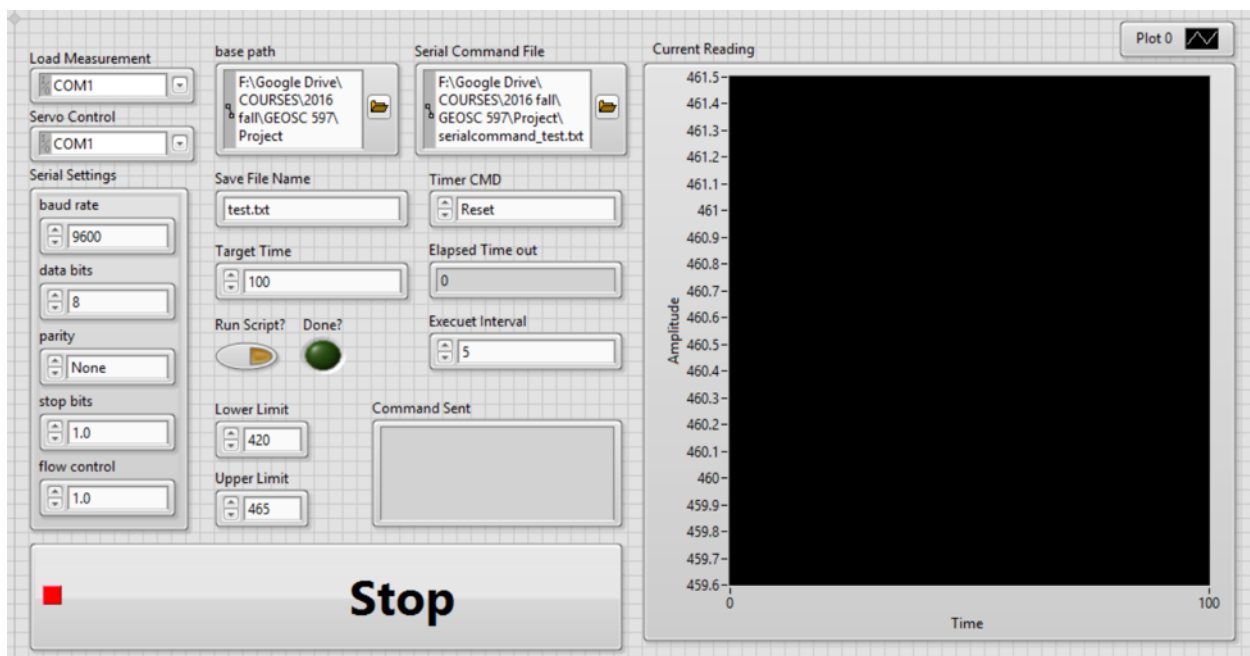 Load Measurement
COM1
Servo Control
COM1
Serial Settings
baud rate
9600
data bits
8
parity
None
stop bits
1.0
flow control
1.0
base path
F:\Google Drive\
COURSES\2016
fall\GEOSC 597\
Project
Serial Command File
F:\Google Drive\
COURSES\2016 fall\
GEOSC 597\Project\
serialcommand_test.txt
Save File Name
test.txt
Timer CMD
Reset
Target Time
100
Elapsed Time out
0
Run Script?
Done?
Execuet Interval
5
Lower Limit
420
Upper Limit
465
Command Sent
Stop
Current Reading
Plot 0
Amplitude
461.5
461.4
461.3
461.2
461.1
461
460.9
460.8
460.7
460.6
460.5
460.4
460.3
460.2
460.1
460
459.9
459.8
459.7
459.6
0
100
Time